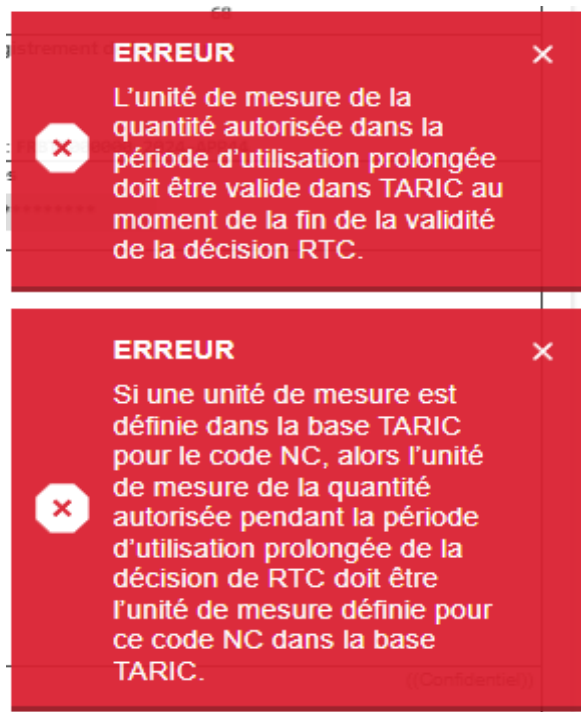 68
ERREUR
L'unité de mesure de la
quantité autorisée dans la
période d'utilisation prolongée
doit être valide dans TARIC au
moment de la fin de la validité
de la décision RTC.
ERREUR
Si une unité de mesure est
définie dans la base TARIC
pour le code NC, alors l'unité
de mesure de la quantité
autorisée pendant la période
d'utilisation prolongée de la
décision de RTC doit être
l'unité de mesure définie pour
ce code NC dans la base
TARIC.
((Confidentiel))